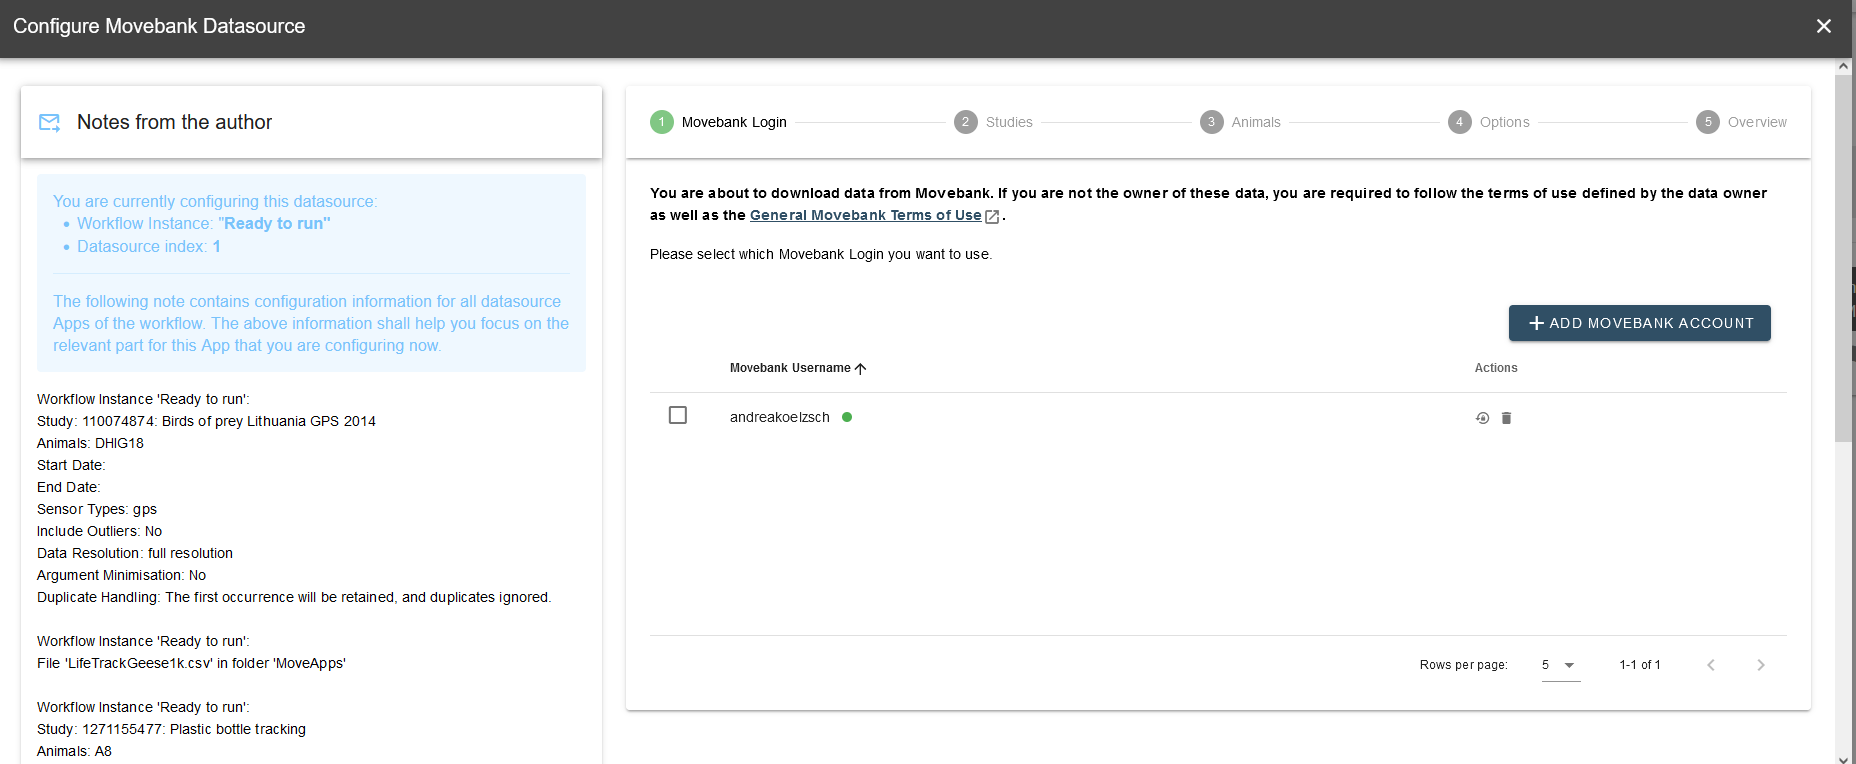 Configure Movebank Datasource
Notes from the author
You are currently configuring this datasource:
Workflow Instance: "Ready to run"
Datasource index: 1
The following note contains configuration information for all datasource
Apps of the workflow. The above information shall help you focus on the
relevant part for this App that you are configuring now.
Workflow Instance 'Ready to run':
Study: 110074874: Birds of prey Lithuania GPS 2014
Animals: DHIG18
Start Date:
End Date:
Sensor Types: gps
Include Outliers: No
Data Resolution: full resolution
Argument Minimisation: No
Duplicate Handling: The first occurrence will be retained, and duplicates ignored.
Workflow Instance 'Ready to run':
File 'LifeTrackGeese1k.csv' in folder 'MoveApps'
Workflow Instance 'Ready to run':
Study: 1271155477: Plastic bottle tracking
Animals: A8
1 Movebank Login
2 Studies
3 Animals
4 Options
5 Overview
You are about to download data from Movebank. If you are not the owner of these data, you are required to follow the terms of use defined by the data owner
as well as the General Movebank Terms of Use .
Please select which Movebank Login you want to use.
ADD MOVEBANK ACCOUNT
Movebank Username
Actions
andreakoelzsch
Rows per page: 5 1-1 of 1